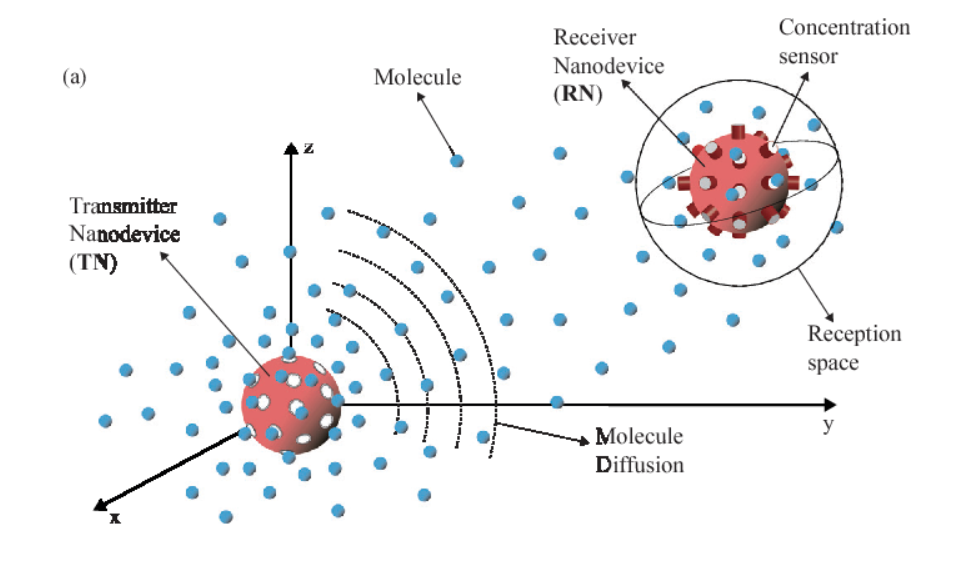 (a)
Molecule
Receiver
Nanodevice
(RN)
Concentration
sensor
z
Transmitter
Nanodevice
(TN)
Reception
space
y
Molecule
Diffusion
x